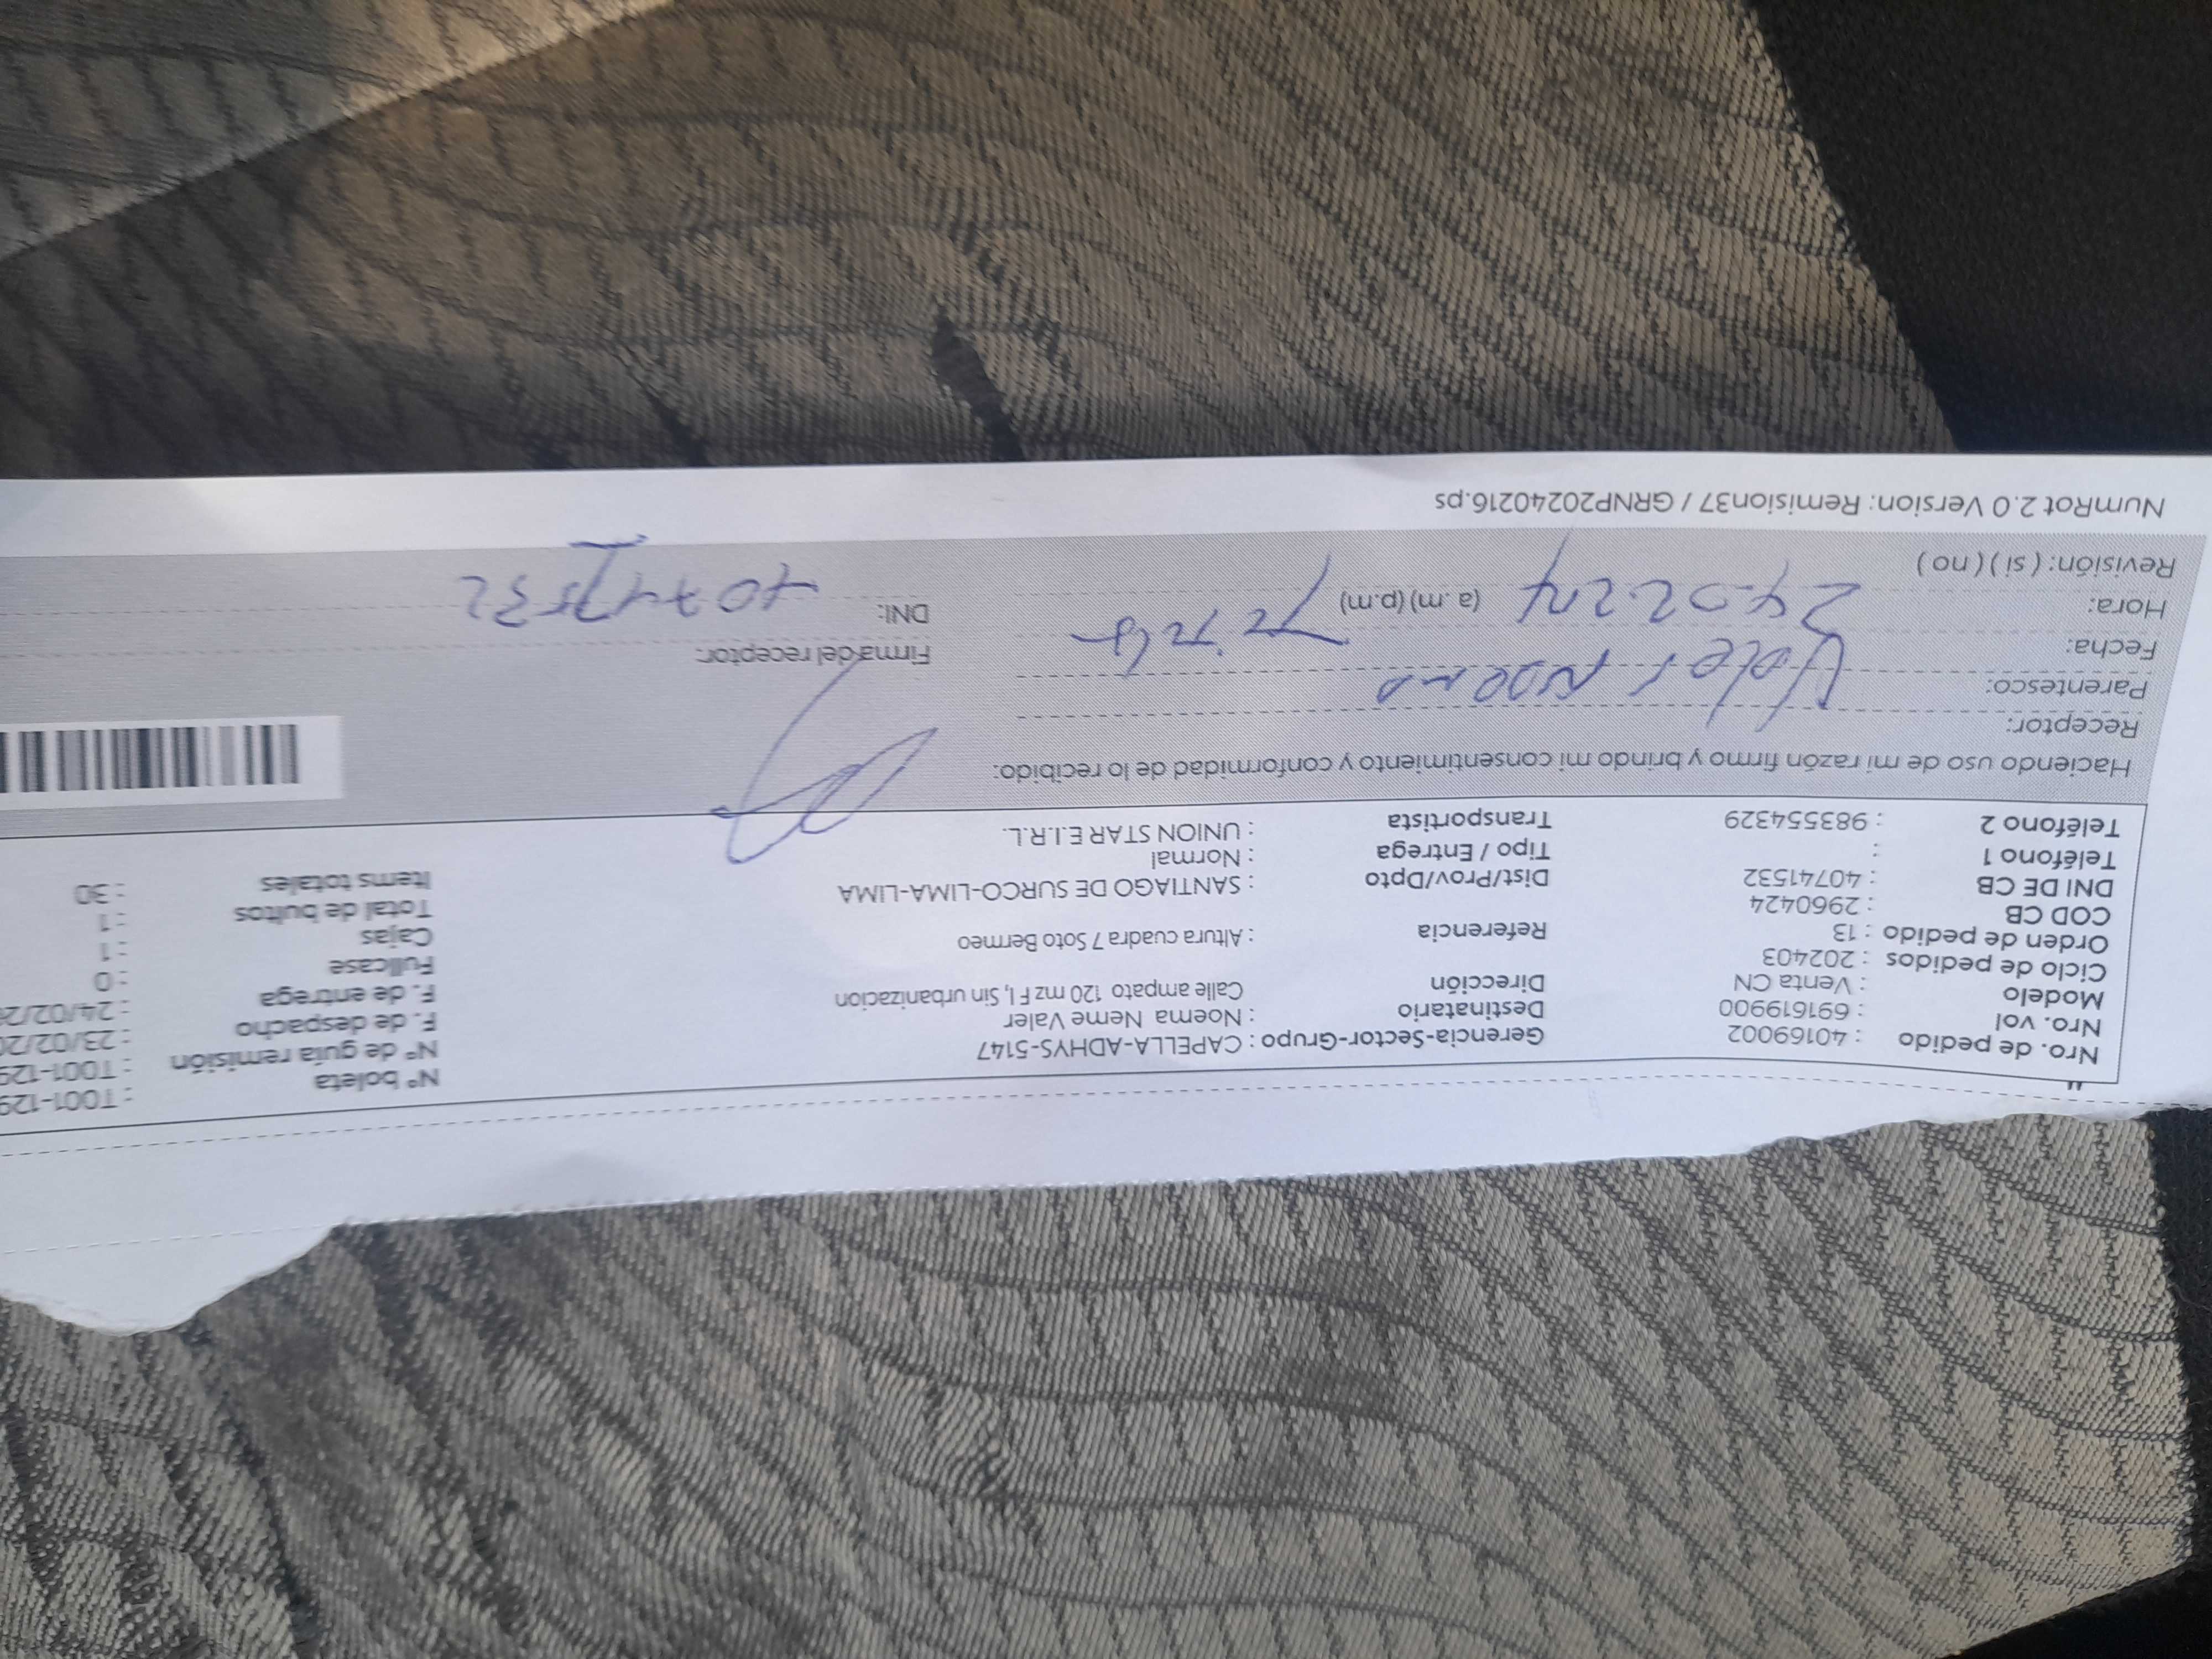 Nº boleta : T001-129
Nro. de pedido : 40169002 Gerencia-Sector-Grupo : CAPELLA-ADHYS-5147 Nº de guía remisión : T001-129
Nro. vol : 691619900 Destinatario : Noema Neme Valer F. de despacho : 23/02/20
Modelo : Venta CN Dirección Calle ampato 120 mz F I, Sin urbanizacion F. de entrega : 24/02/20
Ciclo de pedidos : 202403 Fullcase : 0
Orden de pedido : 13 Referencia : Altura cuadra 7 Soto Bermeo Cajas : 1
COD CB : 2960424 Total de bultos : 1
DNI DE CB : 40741532 Dist/Prov/Dpto : SANTIAGO DE SURCO-LIMA-LIMA Items totales : 30
Teléfono 1 : Tipo / Entrega : Normal
Teléfono 2 : 983554329 Transportista : UNION STAR E.I.R.L.
Haciendo uso de mi razón firmo y brindo mi consentimiento y conformidad de lo recibido:
Receptor:
Parentesco: Valer Noema
Fecha: Firma del receptor:
Hora: 24.02.24 (a.m) (p.m) DNI:
Revisión: ( si ) ( no )
NumRot 2.0 Version: Remision37 / GRNP20240216.ps